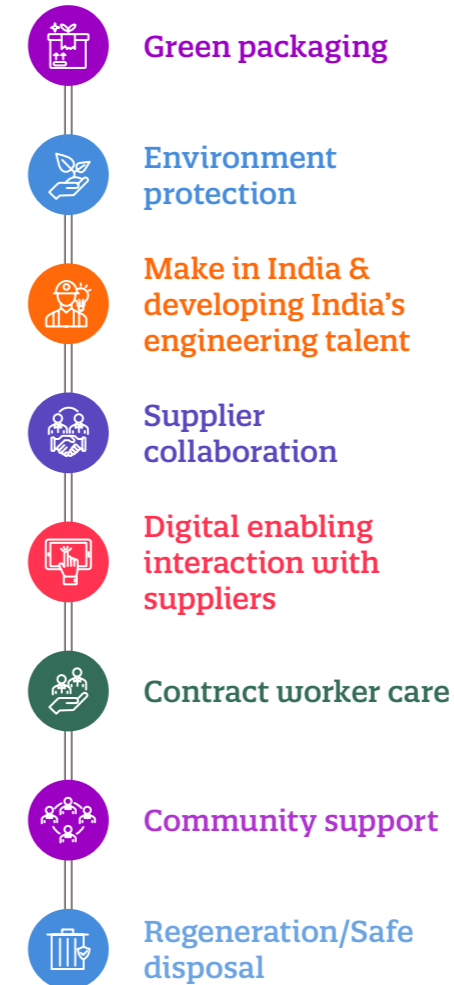 Green packaging
Environment
protection
Make in India &
developing India's
engineering talent
Supplier
collaboration
Digital enabling
interaction with
suppliers
Contract worker care
Community support
Regeneration/Safe
disposal